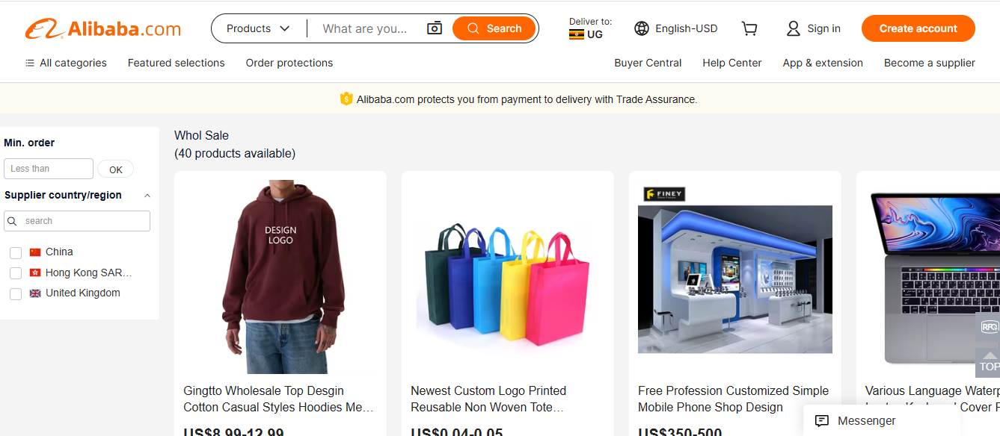 Alibaba.com
Products
What are you...
Search
Deliver to:
UG
English-USD
Sign in
Create account
All categories
Featured selections
Order protections
Buyer Central
Help Center
App & extension
Become a supplier
Alibaba.com protects you from payment to delivery with Trade Assurance.
Min. order
Less than
OK
Supplier country/region
search
China
Hong Kong SAR...
United Kingdom
Whol Sale
(40 products available)
DESIGN
LOGO
FINEY
RFQ
TOP
Gingtto Wholesale Top Desgin
Cotton Casual Styles Hoodies Me...
US$8.99-12.99
Newest Custom Logo Printed
Reusable Non Woven Tote...
US$0.04-0.05
Free Profession Customized Simple
Mobile Phone Shop Design
US$350-500
Various Language Waterp
Cover
Messenger